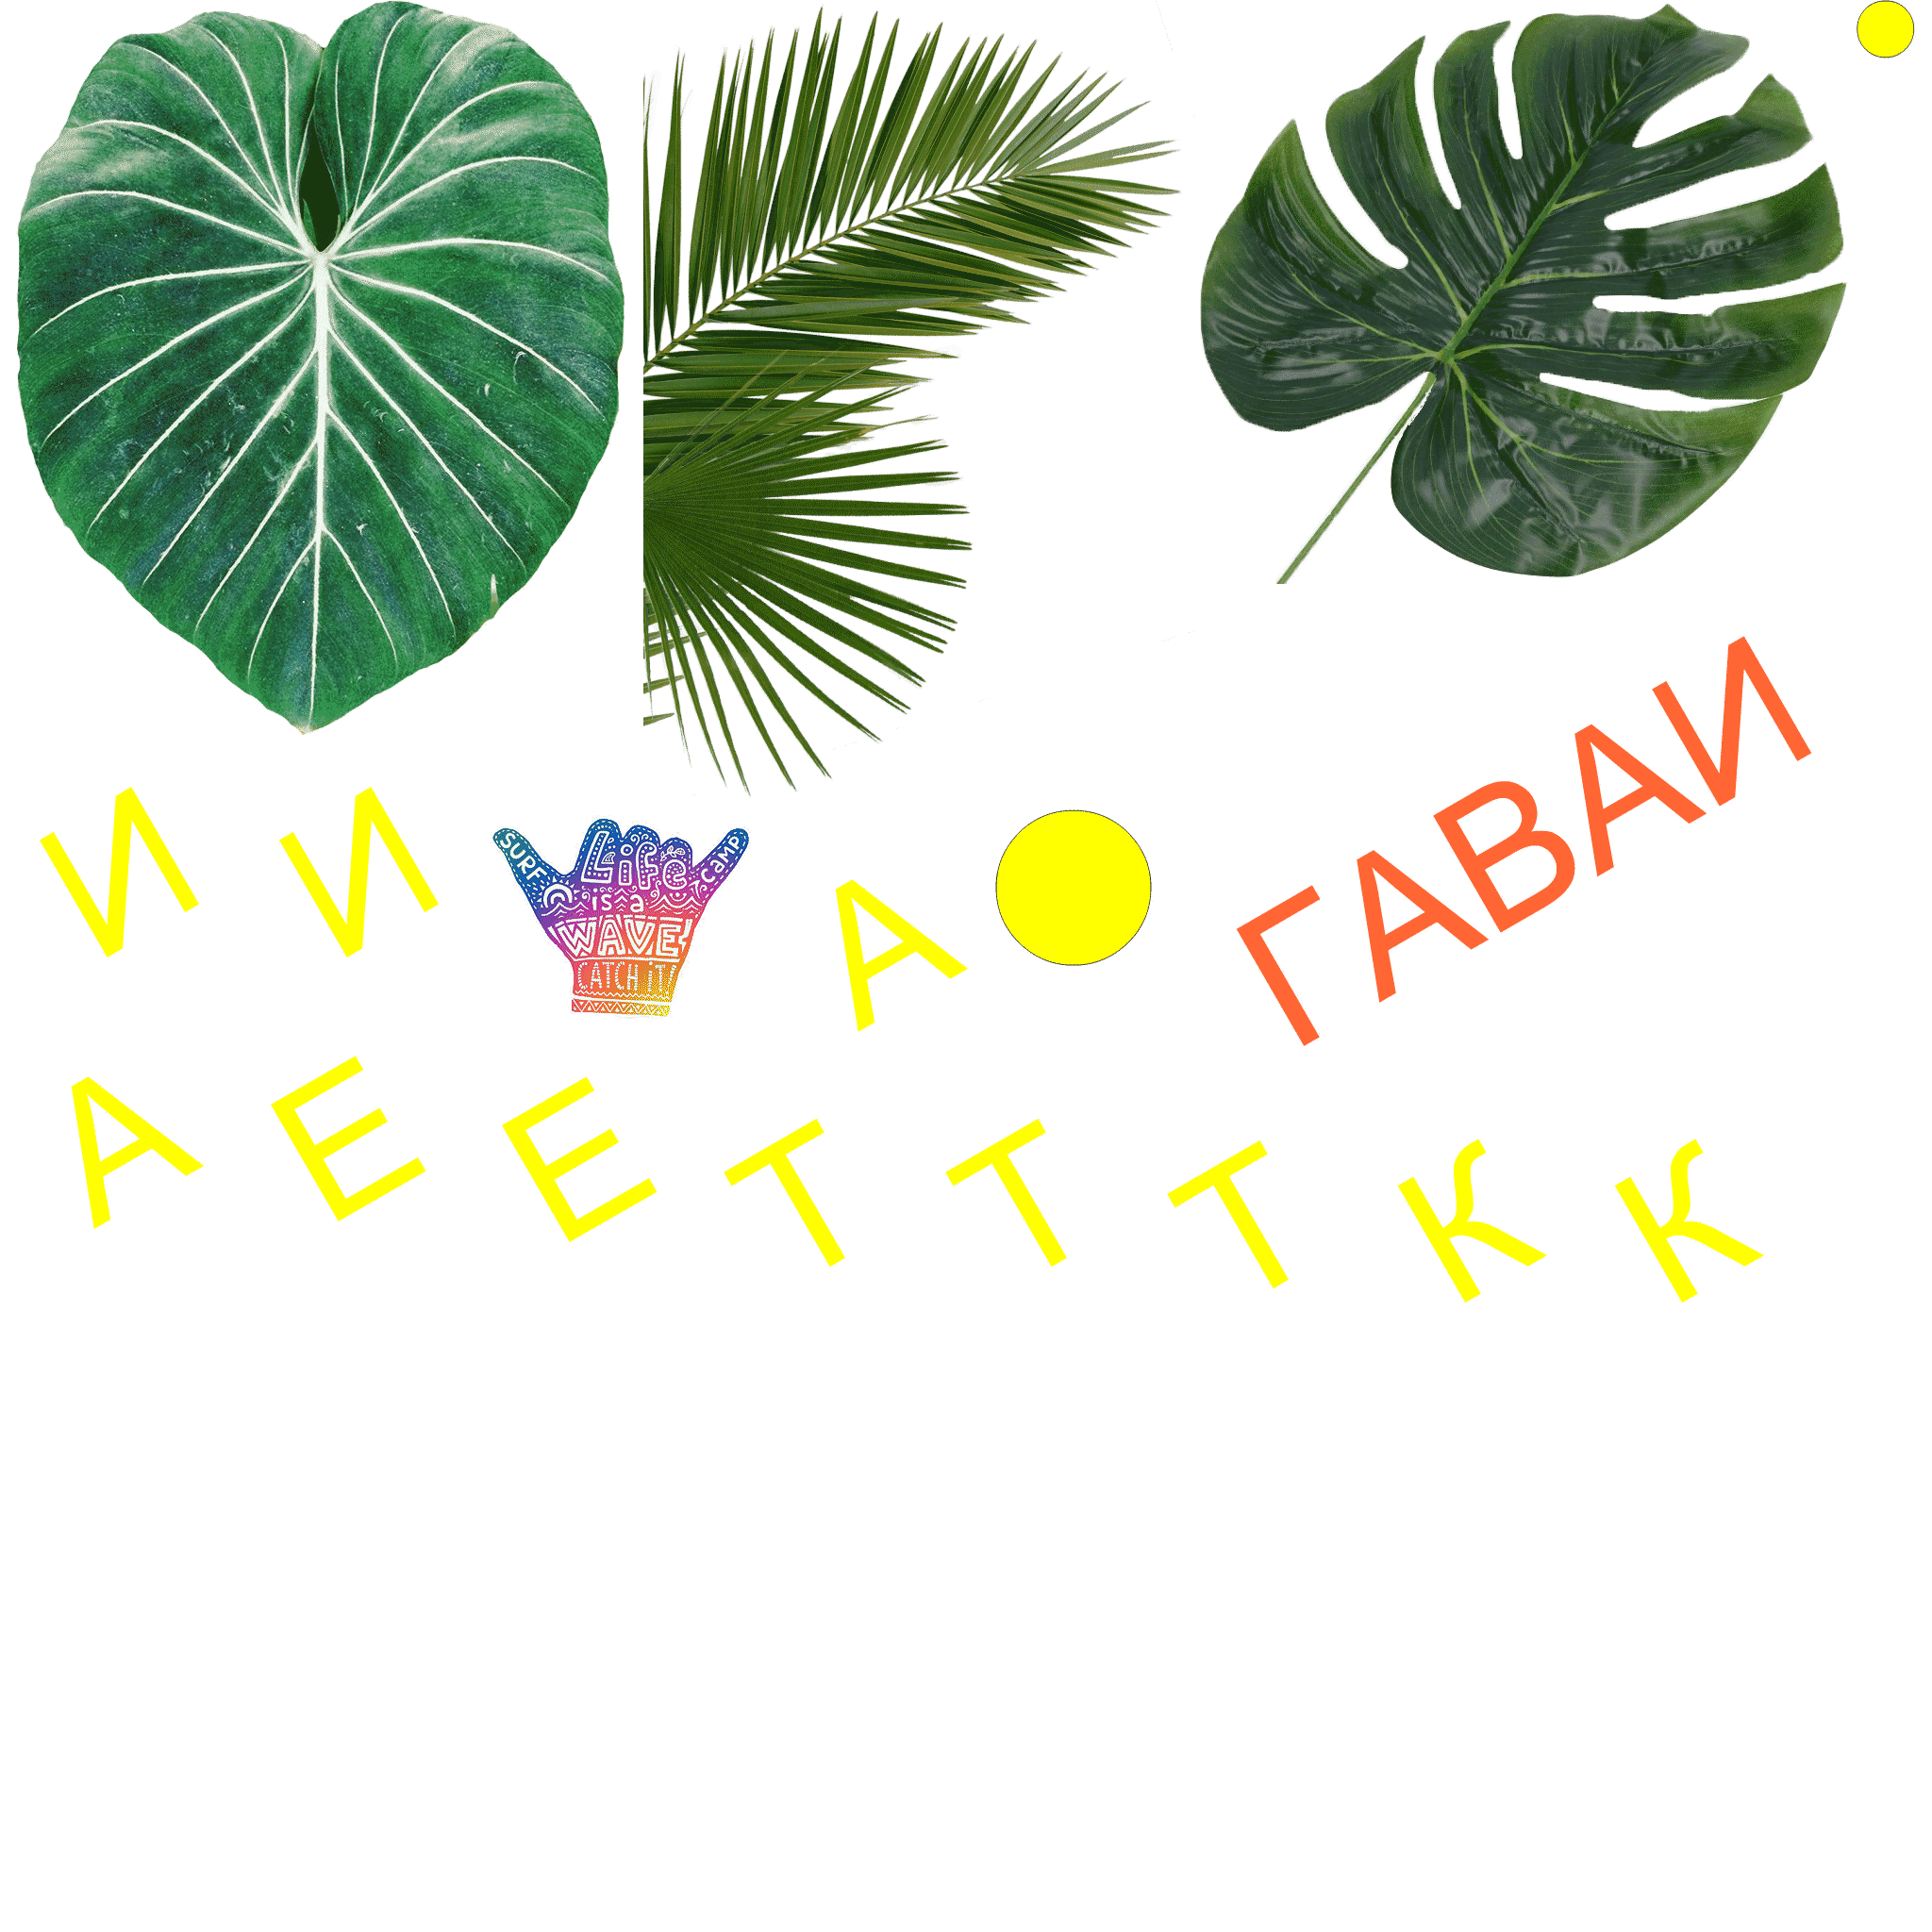 ГАВАИ
И И
SURF Life CAMP
is a
WAVE
CATCH iT!
А
А Е Е Т Т Т К К